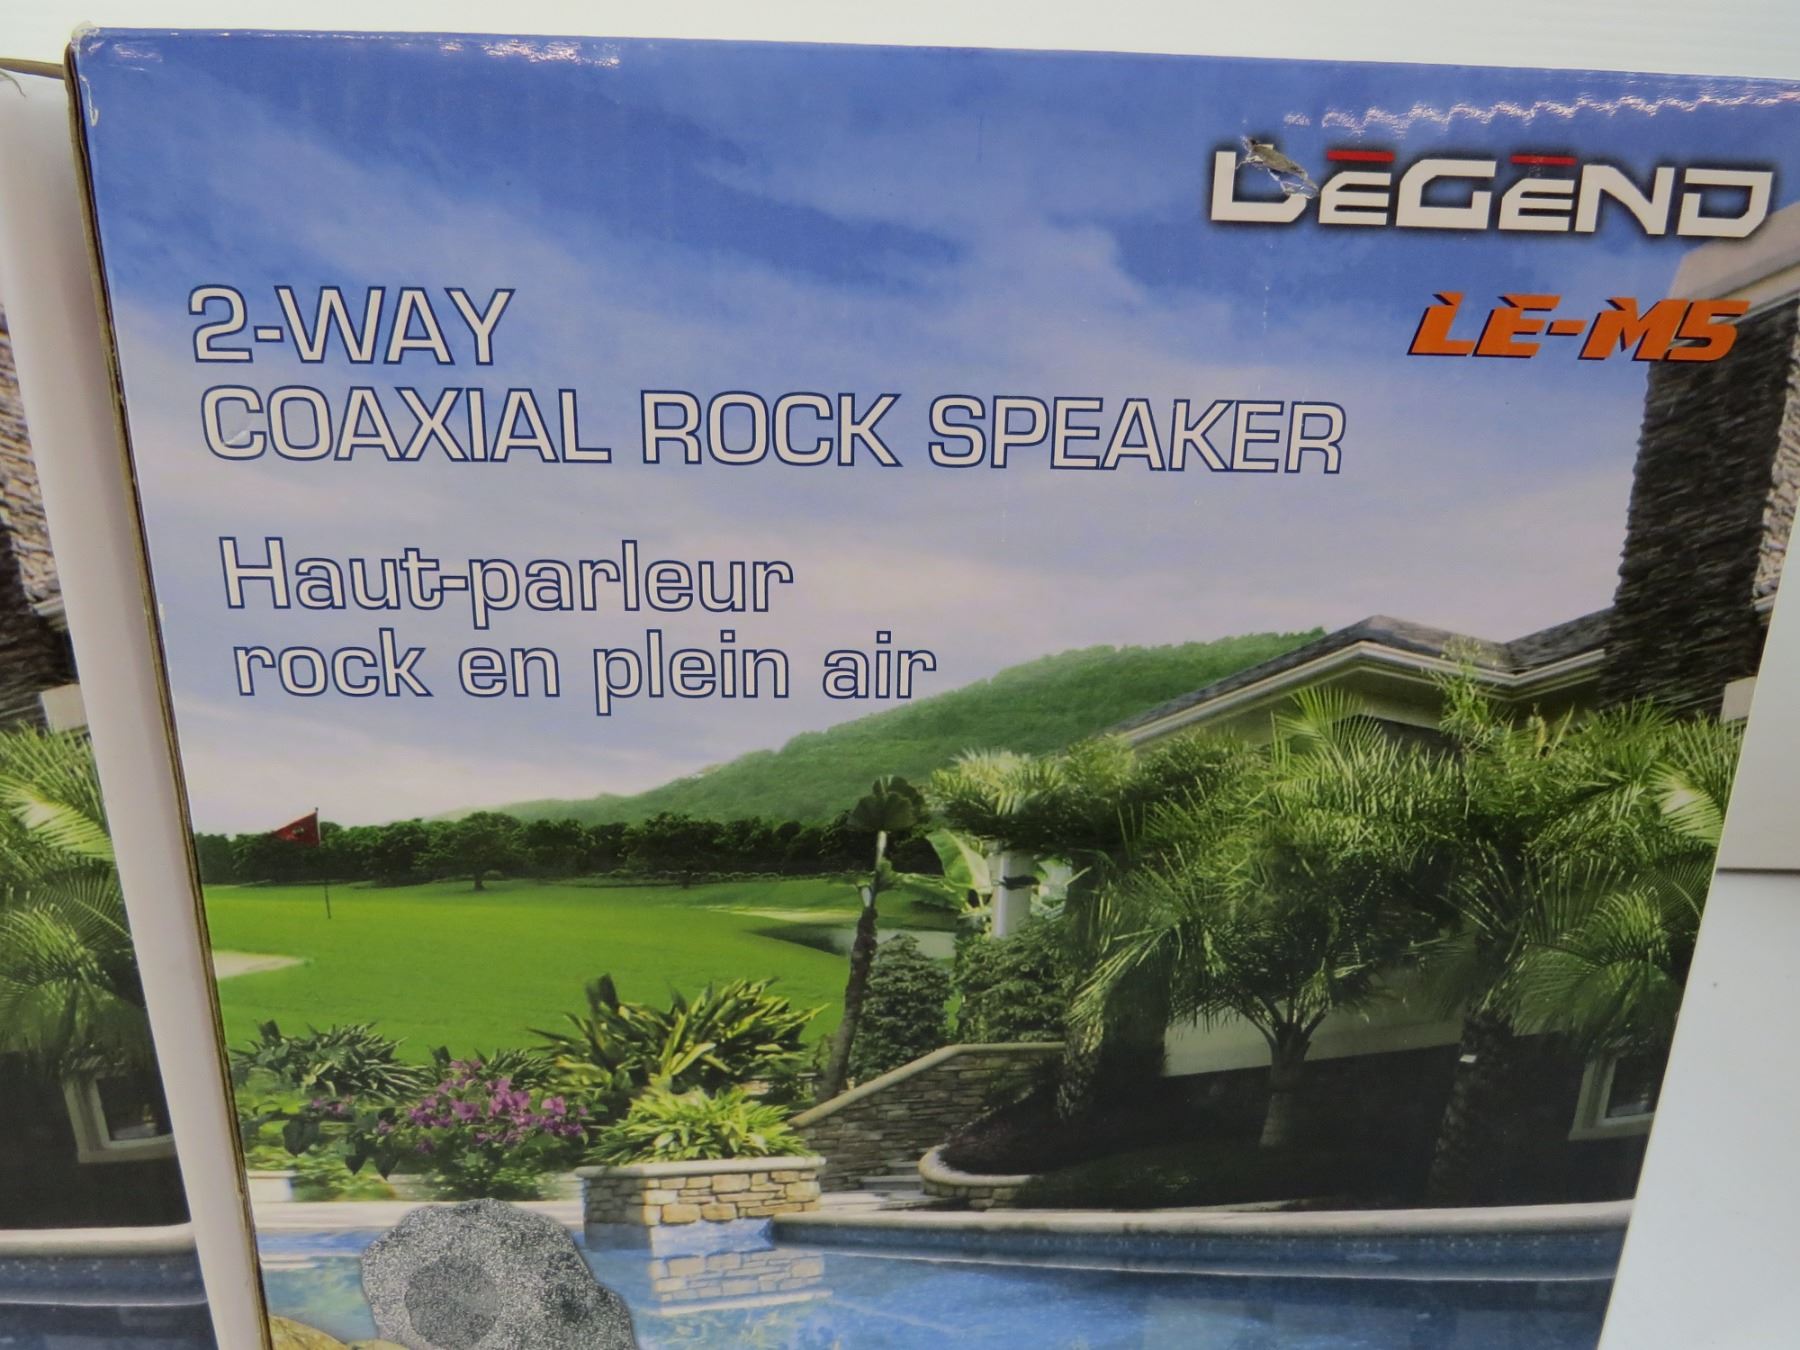 LEGEND
LE-M5
2-WAY
COAXIAL ROCK SPEAKER
Haut-parleur
rock en plein air